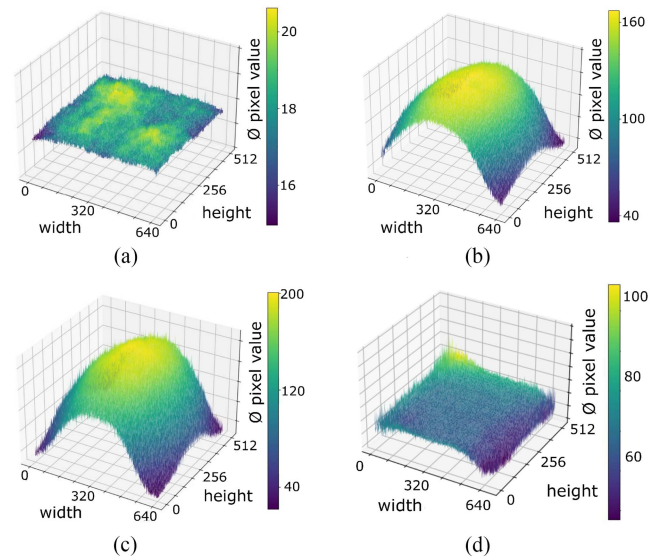 20
18
16
Ø pixel value
512
256
0
height
0
320
640
width
(a)
160
100
40
Ø pixel value
512
256
0
height
0
320
640
width
(b)
200
120
40
Ø pixel value
512
256
0
height
0
320
640
width
(c)
100
80
60
Ø pixel value
512
256
0
height
0
320
640
width
(d)